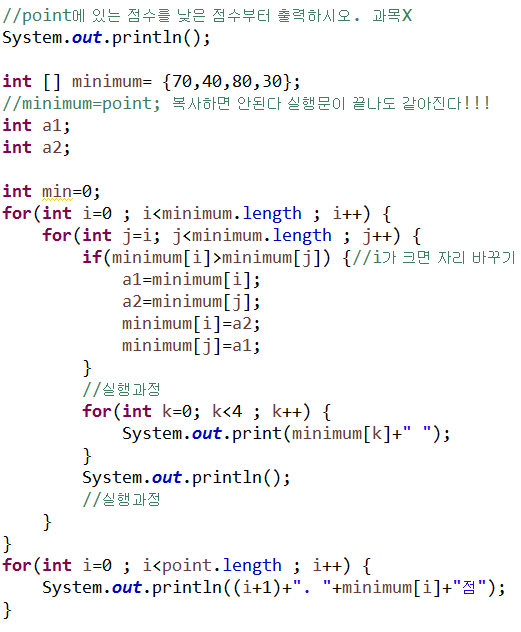 //point에 있는 점수를 낮은 점수부터 출력하시오. 과목X
System.out.println();
int [] minimum= {70,40,80,30};
//minimum=point; 복사하면 안된다 실행문이 끝나도 같아진다!!!
int a1;
int a2;
int min=0;
for(int i=0 ; i<minimum.length ; i++) {
for(int j=i; j<minimum.length ; j++) {
if(minimum[i]>minimum[j]) {//i가 크면 자리 바꾸기
a1=minimum[i];
a2=minimum[j];
minimum[i]=a2;
minimum[j]=a1;
}
//실행과정
for(int k=0; k<4 ; k++) {
System.out.print(minimum[k]+" ");
}
System.out.println();
//실행과정
}
}
for(int i=0 ; i<point.length ; i++) {
System.out.println((i+1)+". "+minimum[i]+"점");
}